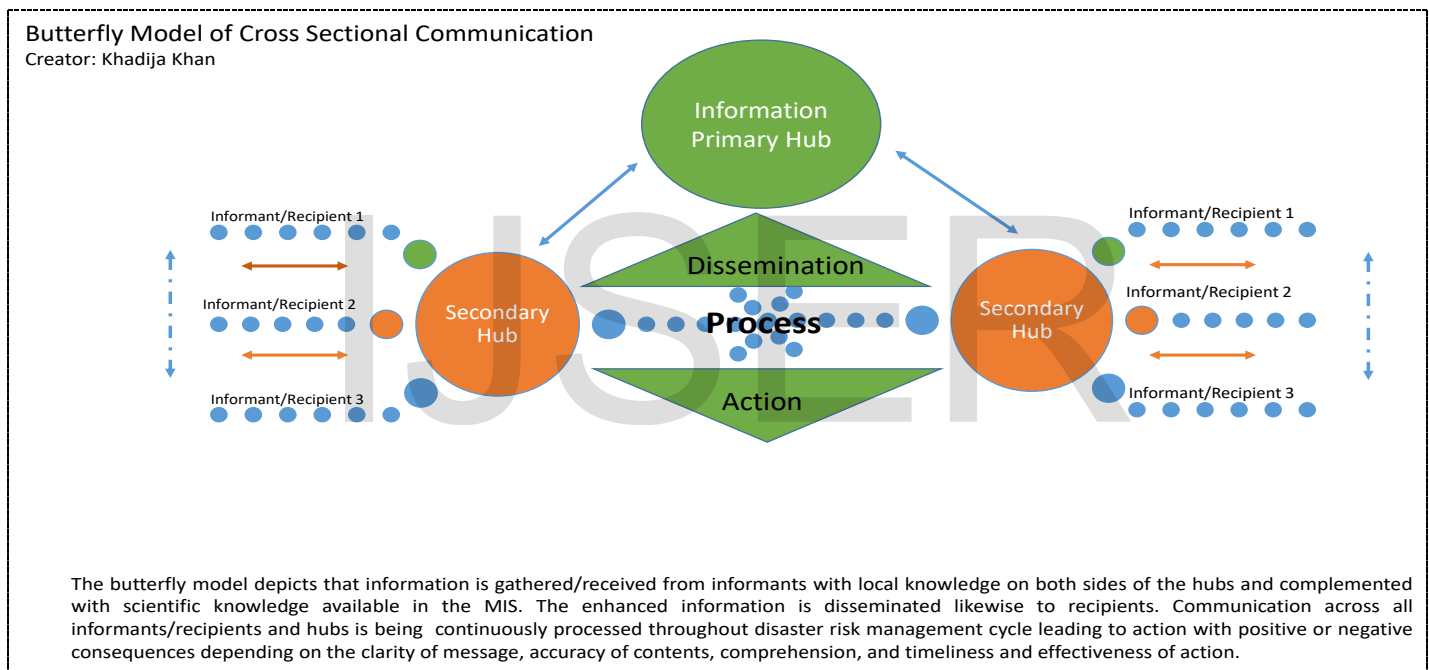 Butterfly Model of Cross Sectional Communication
Creator: Khadija Khan
Information
Primary Hub
Informant/Recipient 1
Informant/Recipient 1
Dissemination
Informant/Recipient 2
Informant/Recipient 2
Secondary
Hub
Process
Secondary
Hub
Informant/Recipient 3
Informant/Recipient 3
Action
IJSER
The butterfly model depicts that information is gathered/received from informants with local knowledge on both sides of the hubs and complemented
with scientific knowledge available in the MIS. The enhanced information is disseminated likewise to recipients. Communication across all
informants/recipients and hubs is being continuously processed throughout disaster risk management cycle leading to action with positive or negative
consequences depending on the clarity of message, accuracy of contents, comprehension, and timeliness and effectiveness of action.